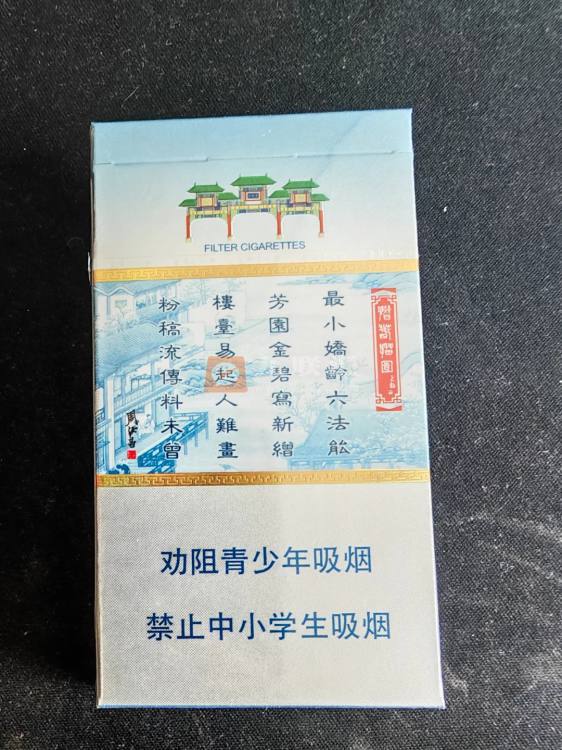 FILTER CIGARETTES
最小嬌齡六法能
芳園金碧寫新繒
樓臺易起人難畫
粉稿流傳料未曾
劝阻青少年吸烟
禁止中小学生吸烟